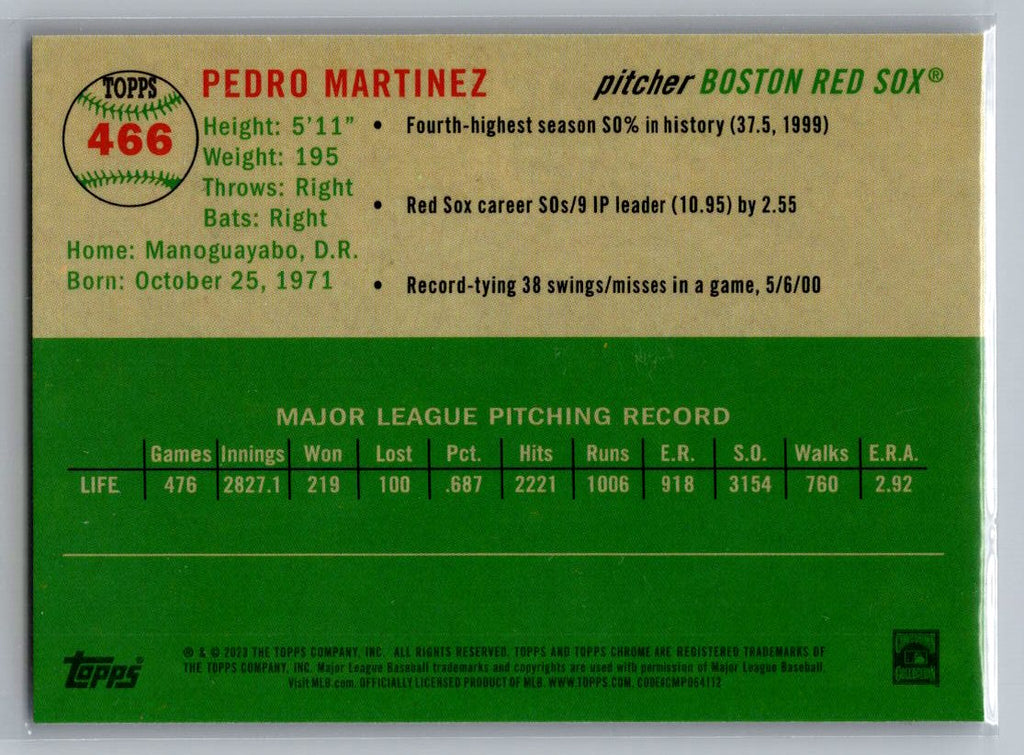 TOPPS
466
PEDRO MARTINEZ
pitcher BOSTON RED SOX®
Height: 5'11"
Weight: 195
Throws: Right
Bats: Right
Home: Manoguayabo, D.R.
Born: October 25, 1971
• Fourth-highest season SO% in history (37.5, 1999)
• Red Sox career SOs/9 IP leader (10.95) by 2.55
• Record-tying 38 swings/misses in a game, 5/6/00
MAJOR LEAGUE PITCHING RECORD
Games Innings Won Lost Pct. Hits Runs E.R. S.O. Walks E.R.A.
LIFE 476 2827.1 219 100 .687 2221 1006 918 3154 760 2.92
Topps®
® & © 2023 THE TOPPS COMPANY, INC. ALL RIGHTS RESERVED. TOPPS AND TOPPS CHROME ARE REGISTERED TRADEMARKS OF
THE TOPPS COMPANY, INC. Major League Baseball trademarks and copyrights are used with permission of Major League Baseball.
Visit MLB.com. OFFICIALLY LICENSED PRODUCT OF MLB. WWW.TOPPS.COM. CODE#CMP064112
COOPERSTOWN
COLLECTION